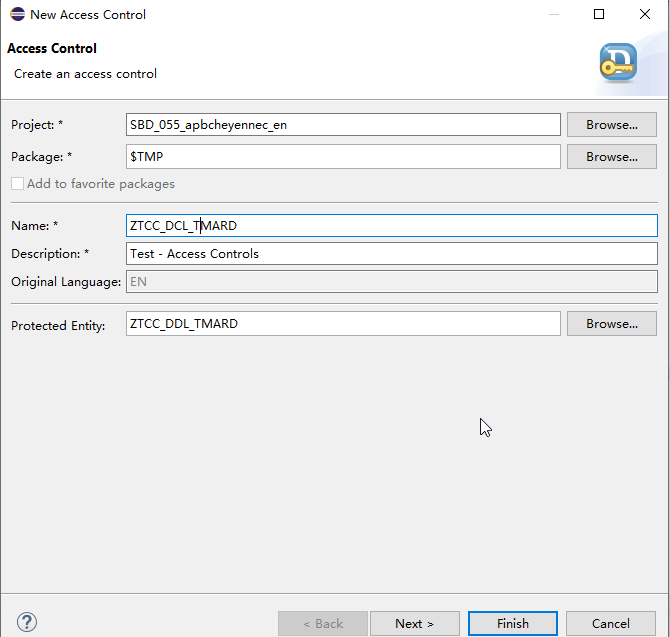 New Access Control
Access Control
Create an access control
Project: * SBD_055_apbcheyennec_en Browse...
Package: * $TMP Browse...
Add to favorite packages
Name: * ZTCC_DCL_TMARD
Description: * Test - Access Controls
Original Language: EN
Protected Entity: ZTCC_DDL_TMARD Browse...
? < Back Next > Finish Cancel